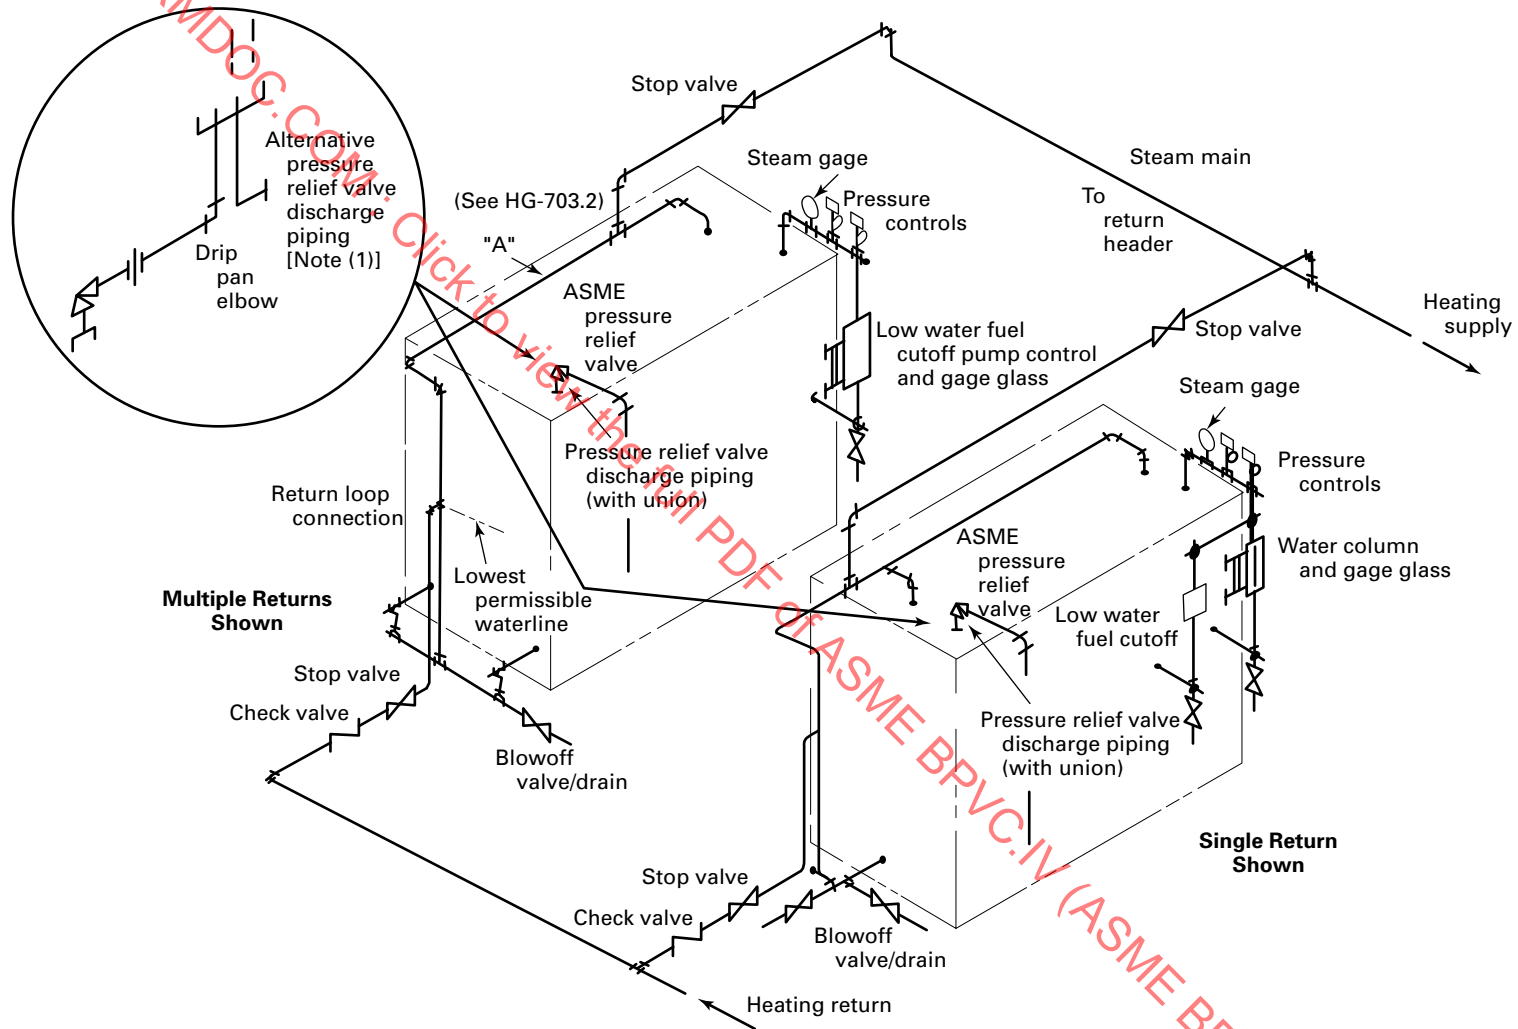 Alternative
pressure
relief valve
discharge
piping
[Note (1)]
Drip
pan
elbow
Stop valve
Steam main
Steam gage
Pressure
controls
(See HG-703.2)
"A"
To
return
header
ASME
pressure
relief
valve
Low water fuel
cutoff pump control
and gage glass
Stop valve
Heating
supply
Steam gage
Pressure
controls
Pressure relief valve
discharge piping
(with union)
Return loop
connection
Lowest
permissible
waterline
Multiple Returns
Shown
ASME
pressure
relief
valve
Water column
and gage glass
Low water
fuel cutoff
Stop valve
Check valve
Blowoff
valve/drain
Pressure relief valve
discharge piping
(with union)
Single Return
Shown
Stop valve
Check valve
Blowoff
valve/drain
Heating return
MDOC.COM : Click to view the full PDF of ASME BPVC.IV (ASME BP